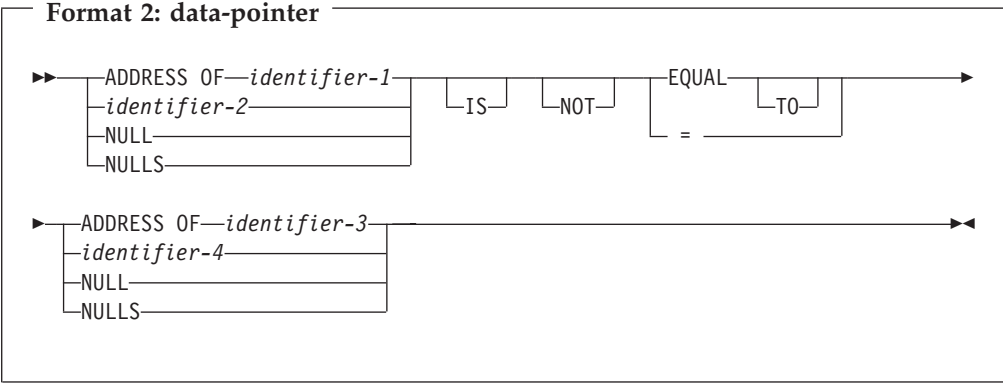 Format 2: data-pointer
ADDRESS OF identifier-1 IS NOT EQUAL TO
identifier-2 =
NULL
NULLS
ADDRESS OF identifier-3
identifier-4
NULL
NULLS